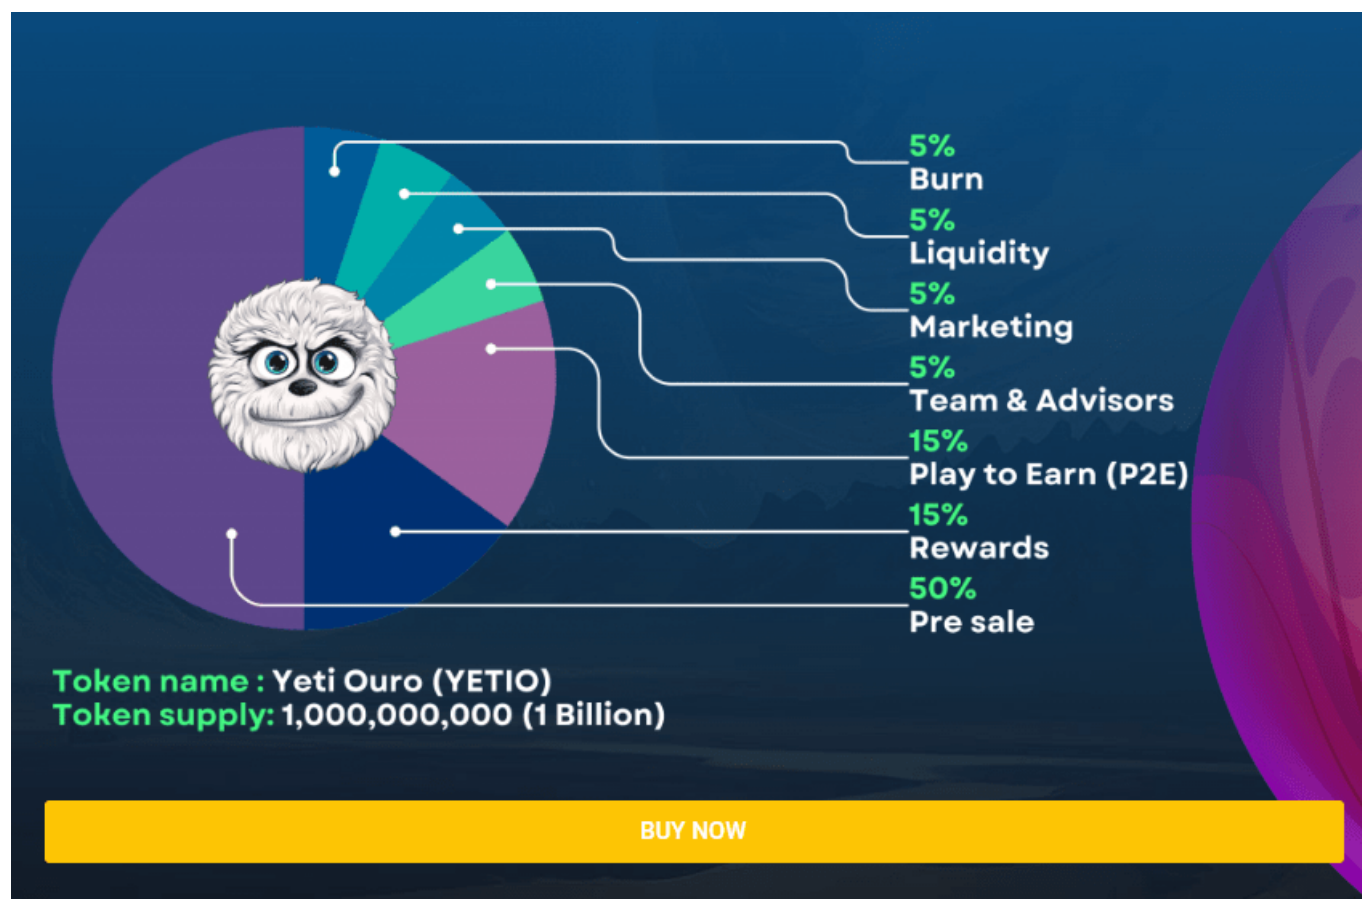 5%
Burn
5%
Liquidity
5%
Marketing
5%
Team & Advisors
15%
Play to Earn (P2E)
15%
Rewards
50%
Pre sale
Token name : Yeti Ouro (YETIO)
Token supply: 1,000,000,000 (1 Billion)
BUY NOW